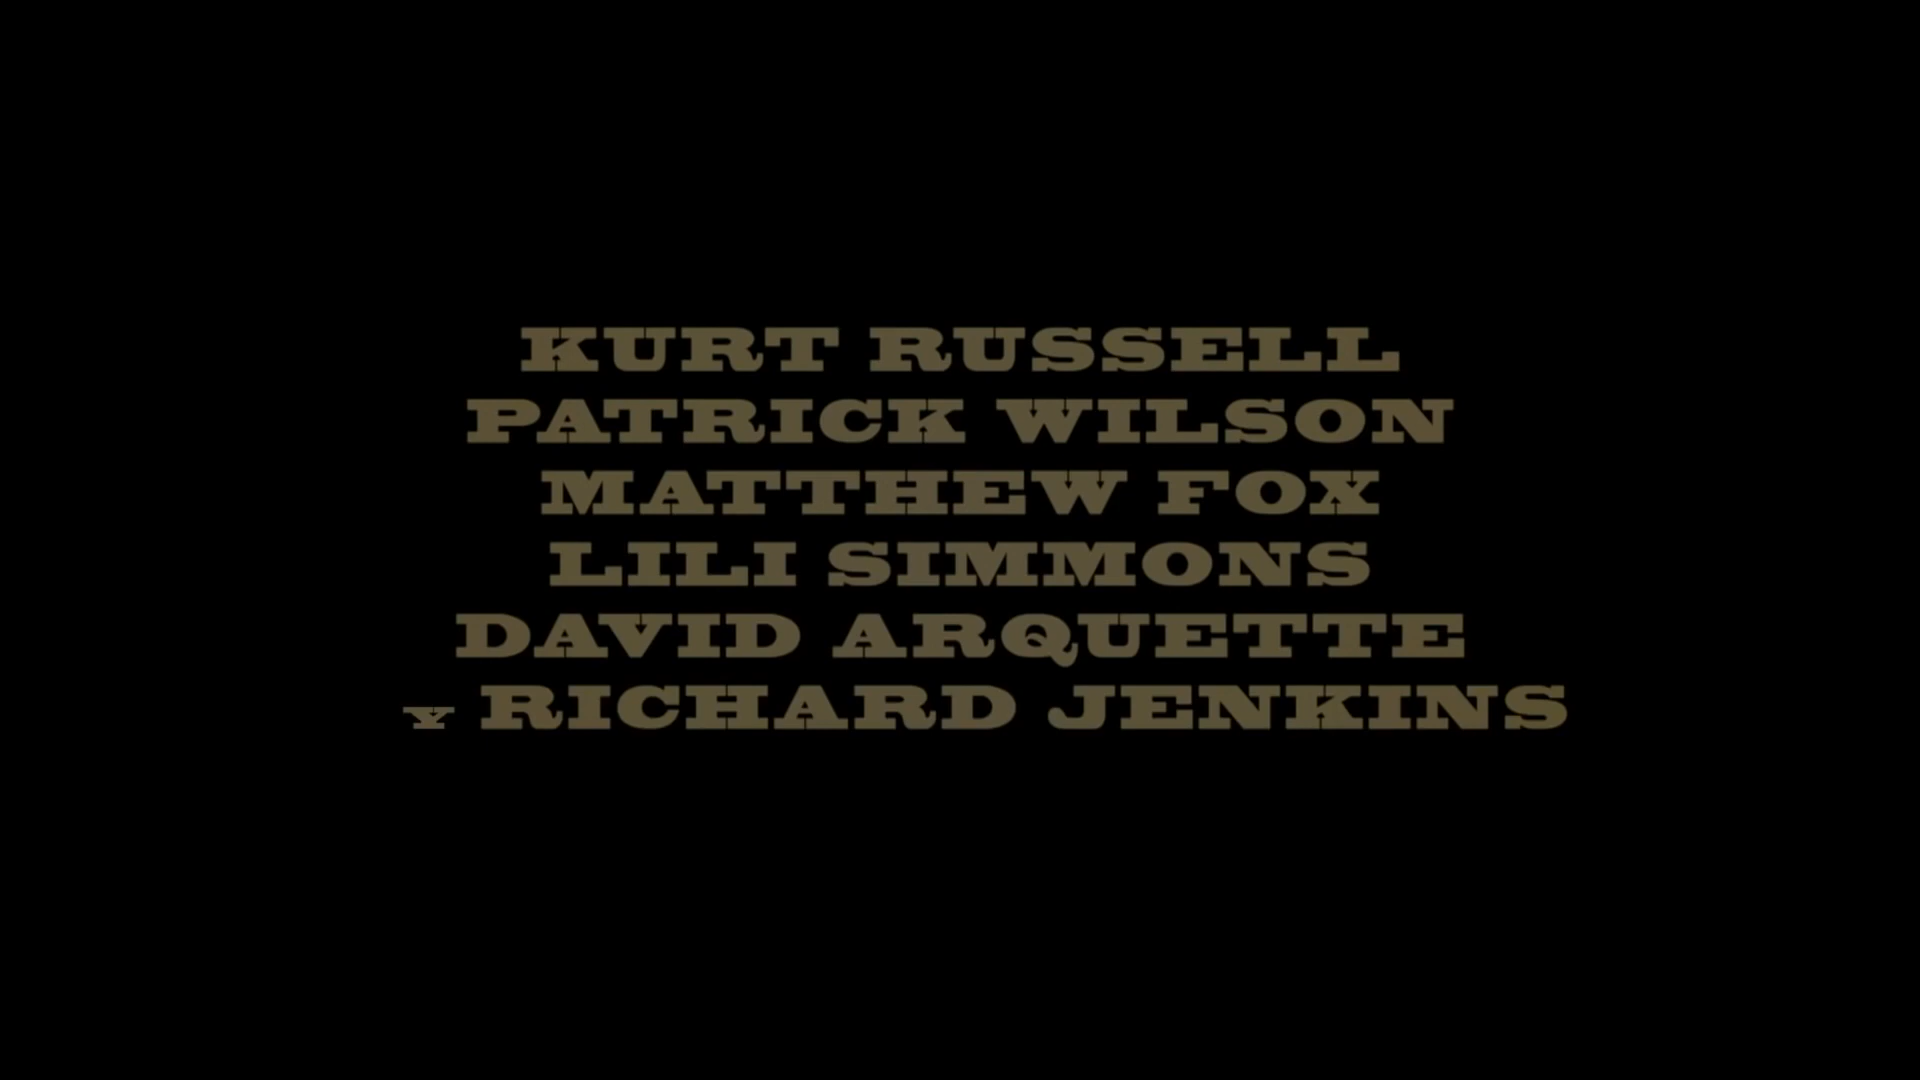 KURT RUSSELL
PATRICK WILSON
MATTHEW FOX
LILI SIMMONS
DAVID ARQUETTE
Y RICHARD JENKINS